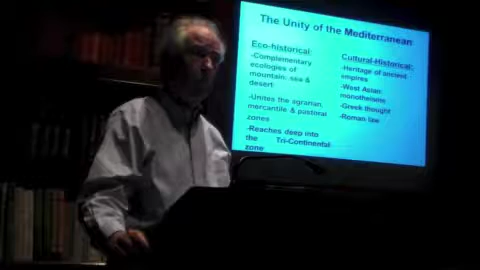 The Unity of the Mediterranean
Eco-historical:
-Complementary
ecologies of
mountain: sea &
desert
-Unites the agrarian,
mercantile & pastoral
zones
-Reaches deep into
the Tri-Continental
zone
Cultural-Historical:
-Heritage of ancient
empires
-West Asian
monotheisms
-Greek thought
-Roman law